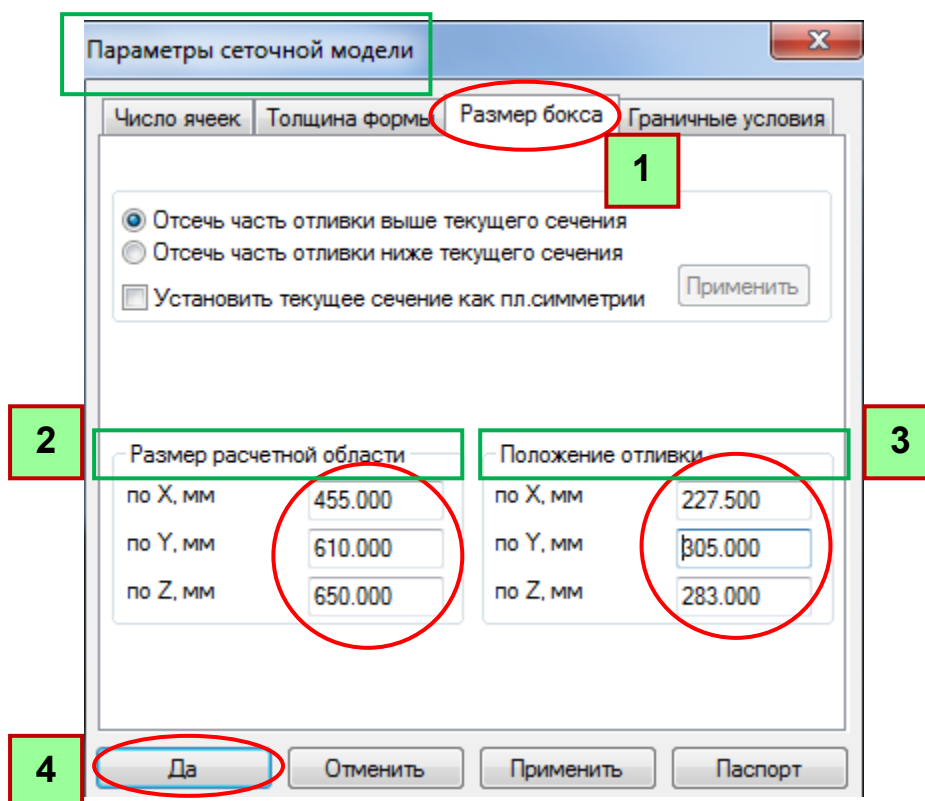 Параметры сеточной модели
x
Число ячеек Толщина формы Размер бокса Граничные условия
1
Отсечь часть отливки выше текущего сечения
Отсечь часть отливки ниже текущего сечения
Установить текущее сечение как пл.симметрии Применить
2 Размер расчетной области Положение отливки 3
по X, мм 455.000 по X, мм 227.500
по Y, мм 610.000 по Y, мм 305.000
по Z, мм 650.000 по Z, мм 283.000
4 Да Отменить Применить Паспорт